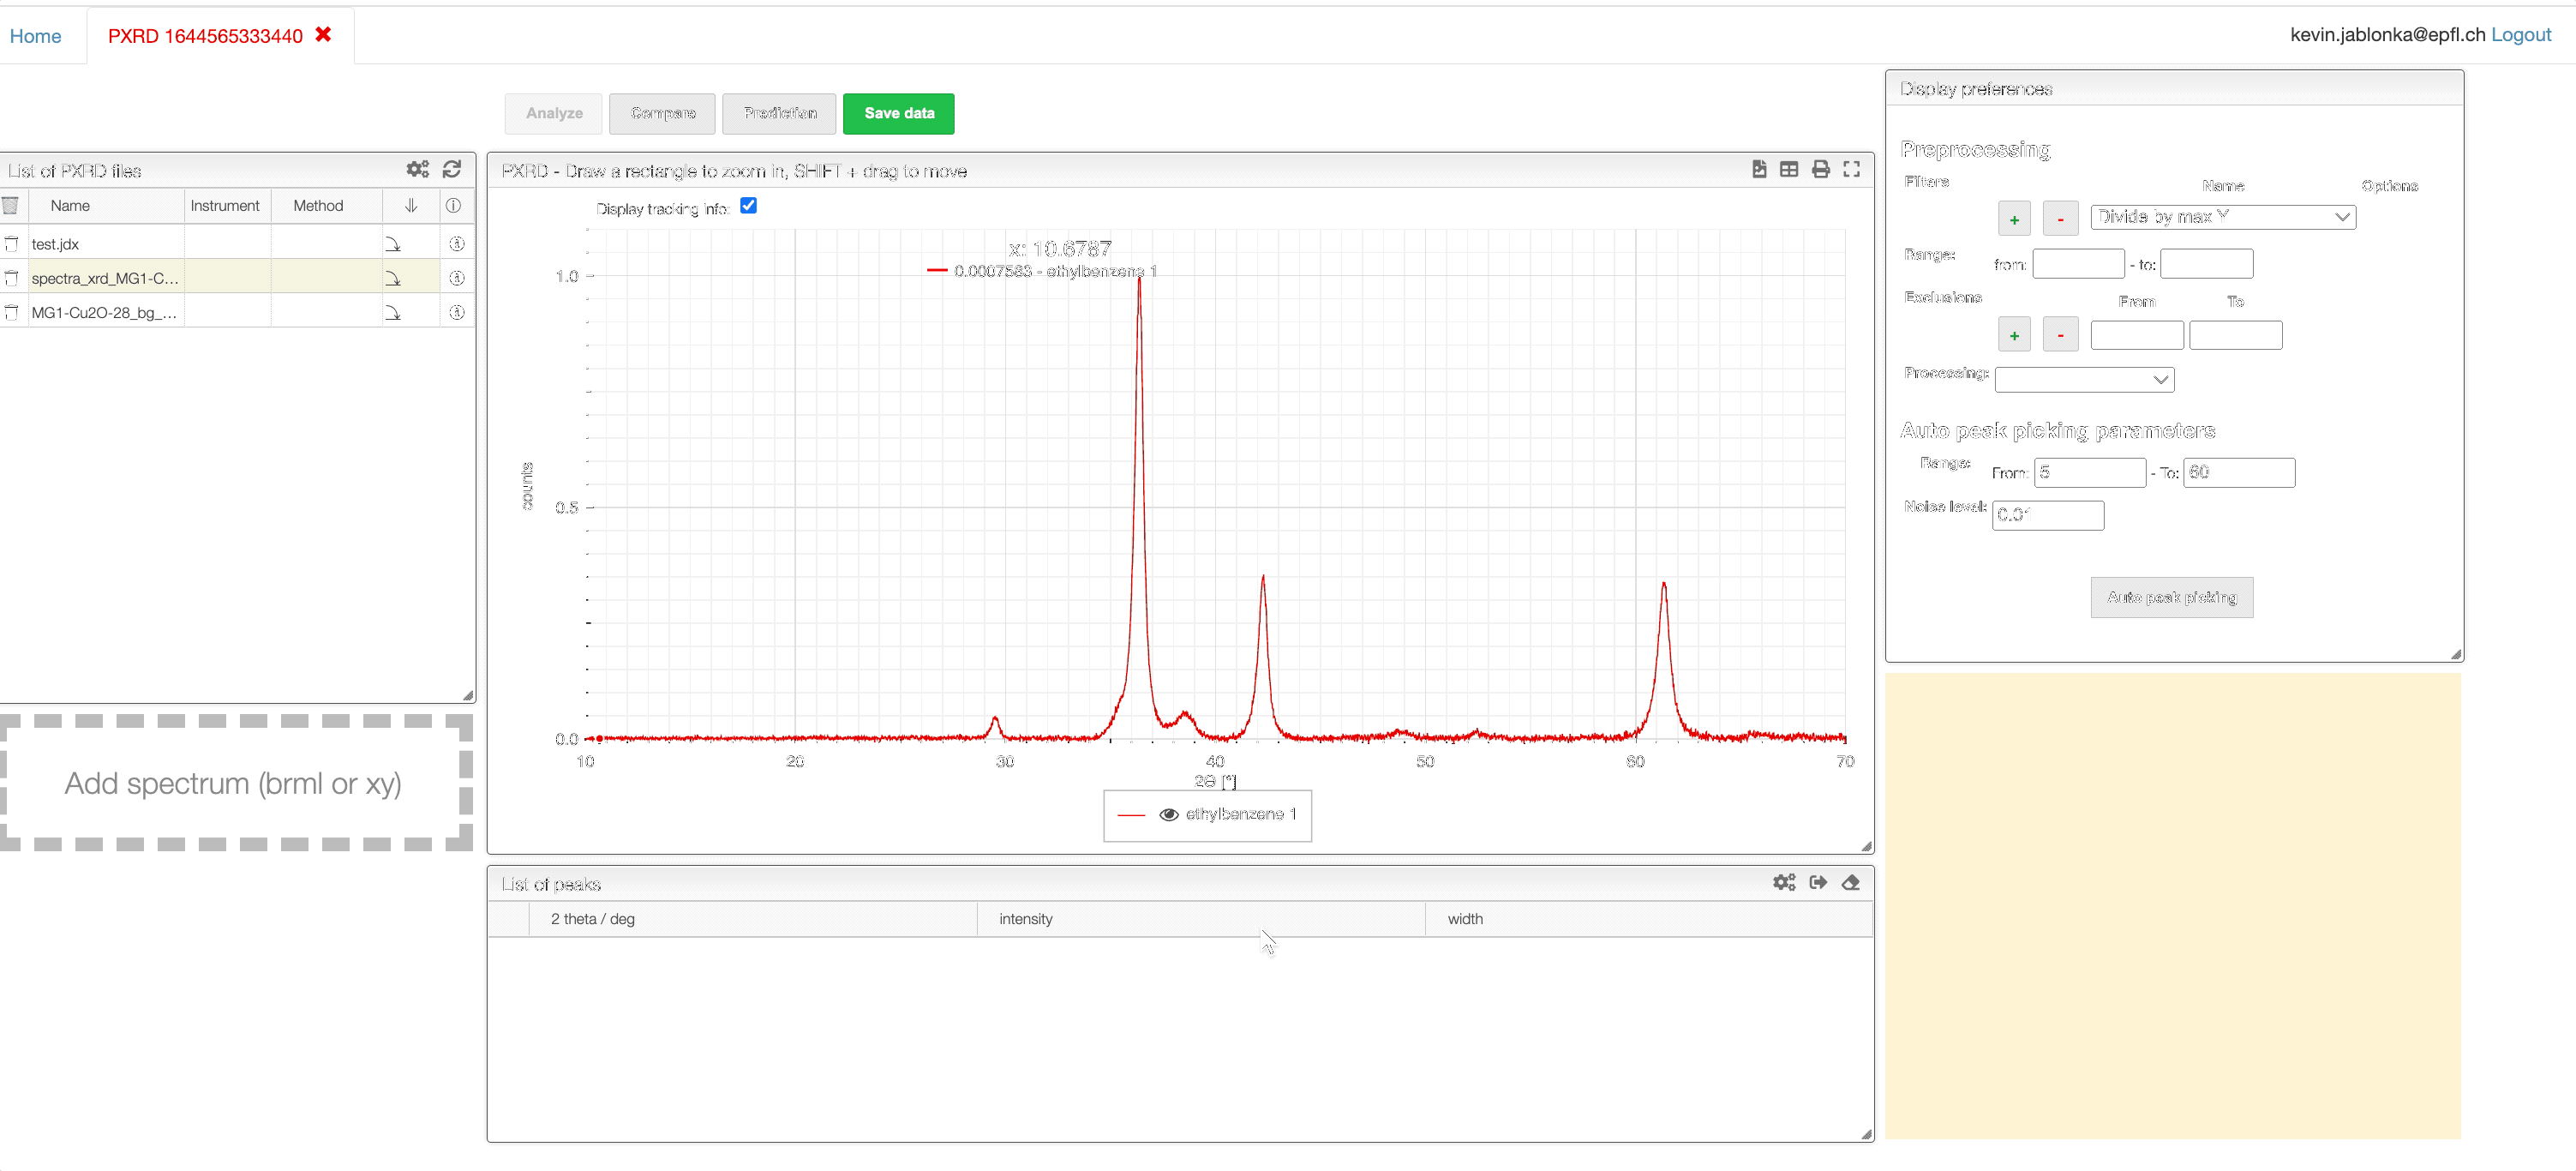 Home
PXRD 1644565333440
kevin.jablonka@epfl.ch Logout
Analyze
Compare
Prediction
Save data
List of PXRD files
Name
Instrument
Method
test.jdx
spectra_xrd_MG1-C...
MG1-Cu2O-28_bg_...
Add spectrum (brml or xy)
PXRD - Draw a rectangle to zoom in, SHIFT + drag to move
Display tracking info:
x: 10.6787
0.0007583 - ethylbenzene 1
1.0
0.5
0.0
counts
10
20
30
40
50
60
70
2Θ [°]
ethylbenzene 1
List of peaks
2 theta / deg
intensity
width
Display preferences
Preprocessing
Filters
Name
Options
+
-
Divide by max Y
Range:
from:
- to:
Exclusions
From
To
+
-
Processing:
Auto peak picking parameters
Range:
From: 5
- To: 60
Noise level: 0.01
Auto peak picking